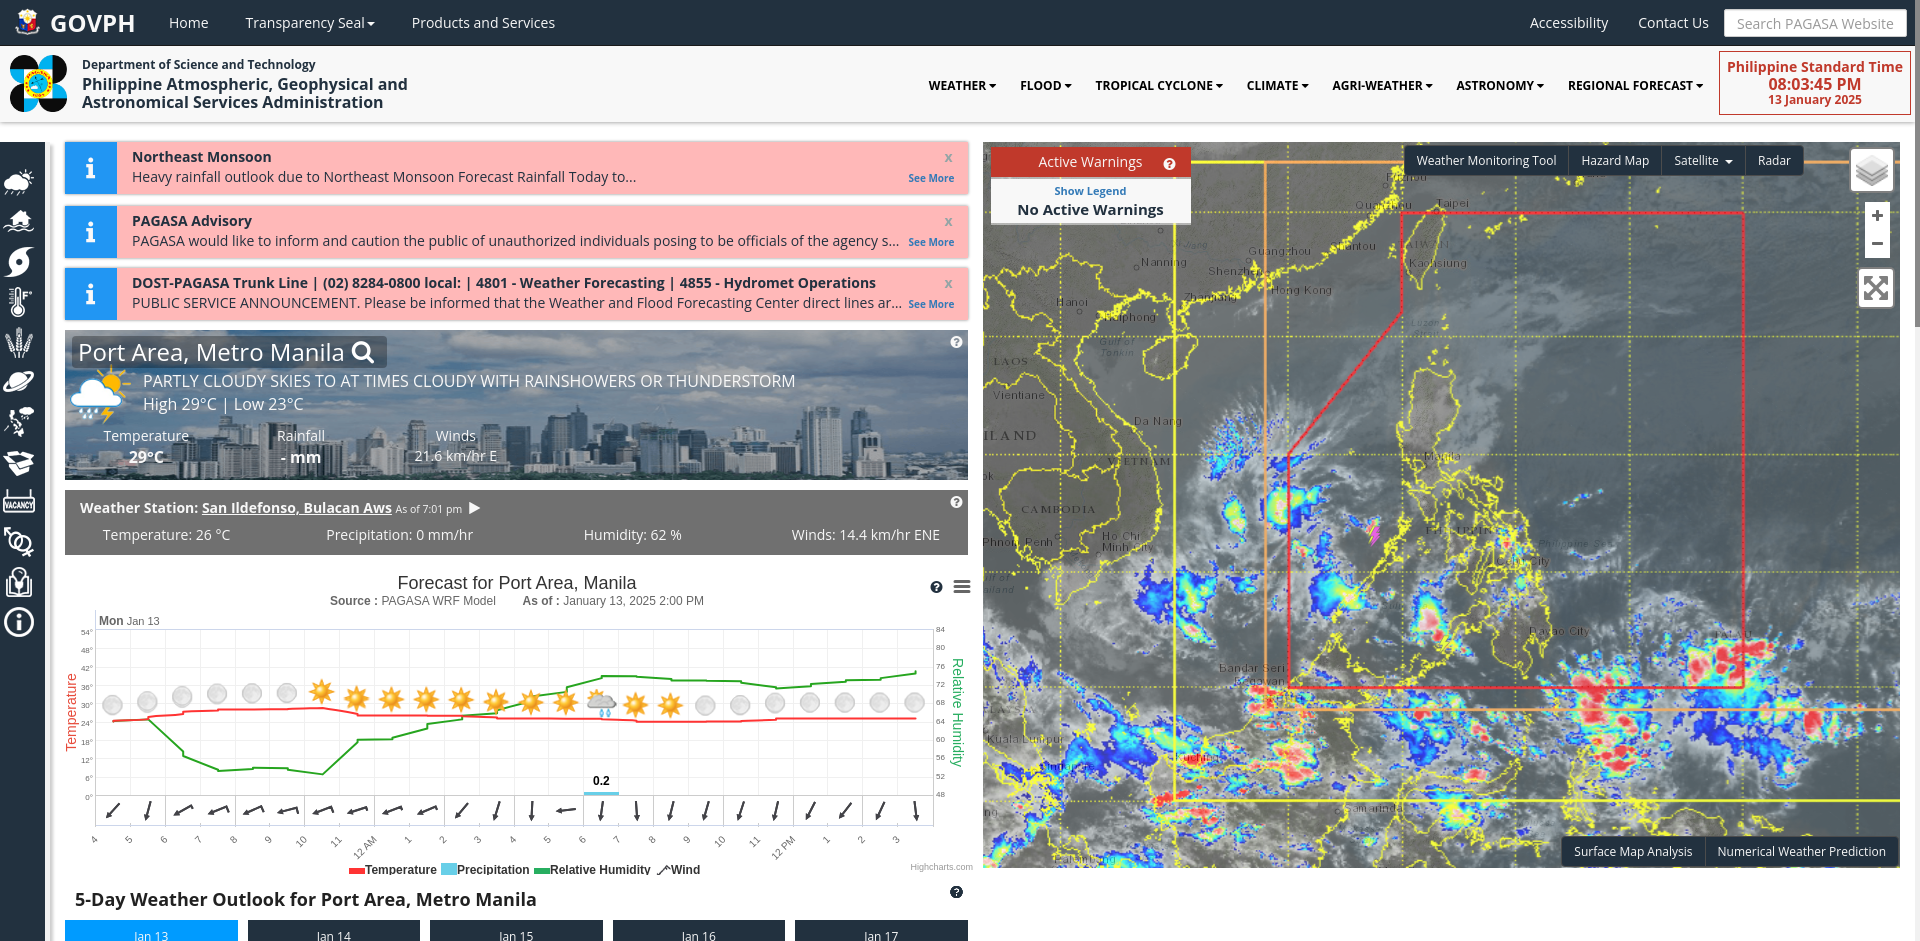 GOVPH
Home
Transparency Seal
Products and Services
Accessibility
Contact Us
Search PAGASA Website
Department of Science and Technology
Philippine Atmospheric, Geophysical and
Astronomical Services Administration
WEATHER
FLOOD
TROPICAL CYCLONE
CLIMATE
AGRI-WEATHER
ASTRONOMY
REGIONAL FORECAST
Philippine Standard Time
08:03:45 PM
13 January 2025
Northeast Monsoon
x
Heavy rainfall outlook due to Northeast Monsoon Forecast Rainfall Today to...
See More
PAGASA Advisory
x
PAGASA would like to inform and caution the public of unauthorized individuals posing to be officials of the agency s...
See More
DOST-PAGASA Trunk Line | (02) 8284-0800 local: | 4801 - Weather Forecasting | 4855 - Hydromet Operations
x
PUBLIC SERVICE ANNOUNCEMENT. Please be informed that the Weather and Flood Forecasting Center direct lines ar...
See More
Port Area, Metro Manila
PARTLY CLOUDY SKIES TO AT TIMES CLOUDY WITH RAINSHOWERS OR THUNDERSTORM
High 29°C | Low 23°C
Temperature
Rainfall
Winds
29°C
- mm
21.6 km/hr E
Weather Station: San Ildefonso, Bulacan Aws As of 7:01 pm
Temperature: 26 °C
Precipitation: 0 mm/hr
Humidity: 62 %
Winds: 14.4 km/hr ENE
Forecast for Port Area, Manila
Source : PAGASA WRF Model As of : January 13, 2025 2:00 PM
Mon Jan 13
Temperature
54°
48°
42°
36°
30°
24°
18°
12°
6°
0°
84
80
76
72
68
64
60
56
52
48
Relative Humidity
0.2
4
5
6
7
8
9
10
11
12 AM
1
2
3
4
5
6
7
8
9
10
11
12 PM
1
2
3
Temperature
Precipitation
Relative Humidity
Wind
Highcharts.com
5-Day Weather Outlook for Port Area, Metro Manila
Jan 13
Jan 14
Jan 15
Jan 16
Jan 17
VACANCY
Active Warnings
Show Legend
No Active Warnings
Weather Monitoring Tool
Hazard Map
Satellite
Radar
+
−
Taipei
TAIWAN
Kaohsiung
Guangzhou
Shantou
Nanning
Shenzhen
Hong Kong
Zhanjiang
Hanoi
Haiphong
Gulf of
Tonkin
LAOS
Vientiane
Da Nang
VIETNAM
CAMBODIA
Phnom Penh
Ho Chi
Minh City
Manila
Philippine Sea
City
Davao City
PALAU
Bandar Seri
Begawan
Kuala Lumpur
Kuching
Samarinda
Palembang
Surface Map Analysis
Numerical Weather Prediction